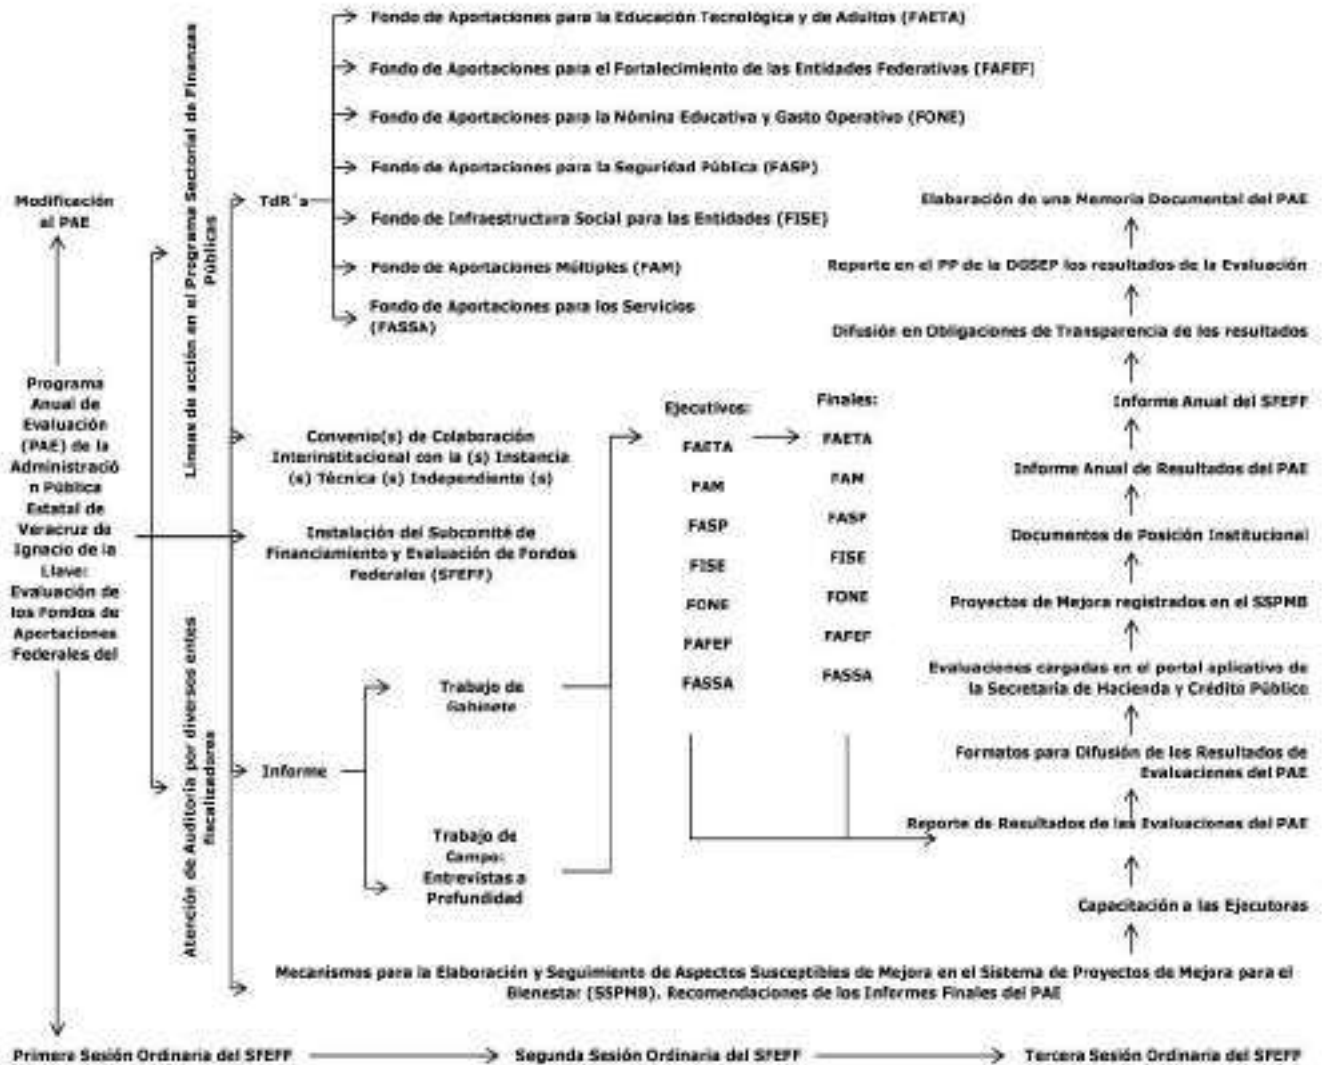 Fondo de Aportaciones para la Educación Tecnológica y de Adultos (FAETA)
Fondo de Aportaciones para el Fortalecimiento de las Entidades Federativas (FAFEF)
Fondo de Aportaciones para la Nómina Educativa y Gasto Operativo (FONE)
Fondo de Aportaciones para la Seguridad Pública (FASP)
Fondo de Infraestructura Social para las Entidades (FISE)
Fondo de Aportaciones Múltiples (FAM)
Fondo de Aportaciones para los Servicios
(FASSA)
TdR´a
Modificación
al PAE
Programa
Anual de
Evaluación
(PAE) de la
Administració
n Pública
Estatal de
Veracruz de
Ignacio de la
Llave:
Evaluación de
los Fondos de
Aportaciones
Federales del
Líneas de acción en el Programa Sectorial de Finanzas
Públicas
Atención de Auditoría por diversos entes
fiscalizadores
Convenio(s) de Colaboración
Interinstitucional con la (s) Instancia
(s) Técnica (s) Independiente (s)
Instalación del Subcomité de
Financiamiento y Evaluación de Fondos
Federales (SFEFF)
Informe
Trabajo de
Gabinete
Trabajo de
Campo:
Entrevistas a
Profundidad
Ejecutivos:
FAETA
FAM
FASP
FISE
FONE
FAFEF
FASSA
Finales:
FAETA
FAM
FASP
FISE
FONE
FAFEF
FASSA
Elaboración de una Memoria Documental del PAE
Reporte en el PP de la DGSEP los resultados de la Evaluación
Difusión en Obligaciones de Transparencia de los resultados
Informe Anual del SFEFF
Informe Anual de Resultados del PAE
Documentos de Posición Institucional
Proyectos de Mejora registrados en el SSPMB
Evaluaciones cargadas en el portal aplicativo de
la Secretaría de Hacienda y Crédito Público
Formatos para Difusión de los Resultados de
Evaluaciones del PAE
Reporte de Resultados de las Evaluaciones del PAE
Capacitación a las Ejecutoras
Mecanismos para la Elaboración y Seguimiento de Aspectos Susceptibles de Mejora en el Sistema de Proyectos de Mejora para el
Bienestar (SSPMB). Recomendaciones de los Informes Finales del PAE
Primera Sesión Ordinaria del SFEFF
Segunda Sesión Ordinaria del SFEFF
Tercera Sesión Ordinaria del SFEFF